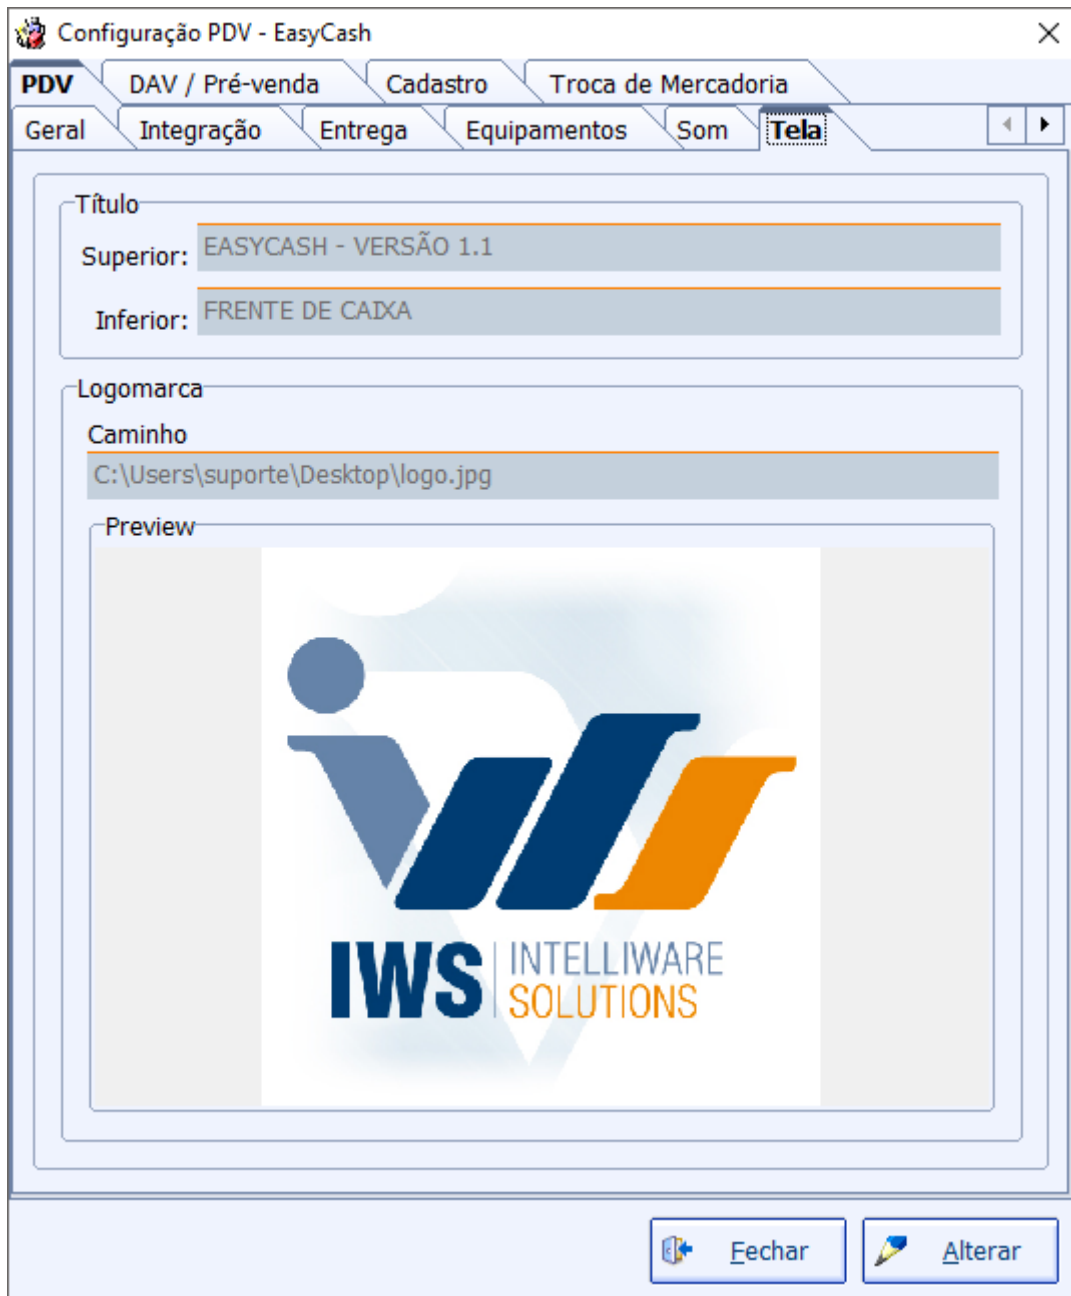 Configuração PDV - EasyCash
PDV DAV / Pré-venda Cadastro Troca de Mercadoria
Geral Integração Entrega Equipamentos Som Tela
Título
Superior: EASYCASH - VERSÃO 1.1
Inferior: FRENTE DE CAIXA
Logomarca
Caminho
C:\Users\suporte\Desktop\logo.jpg
Preview
IWS INTELLIWARE
SOLUTIONS
Fechar Alterar